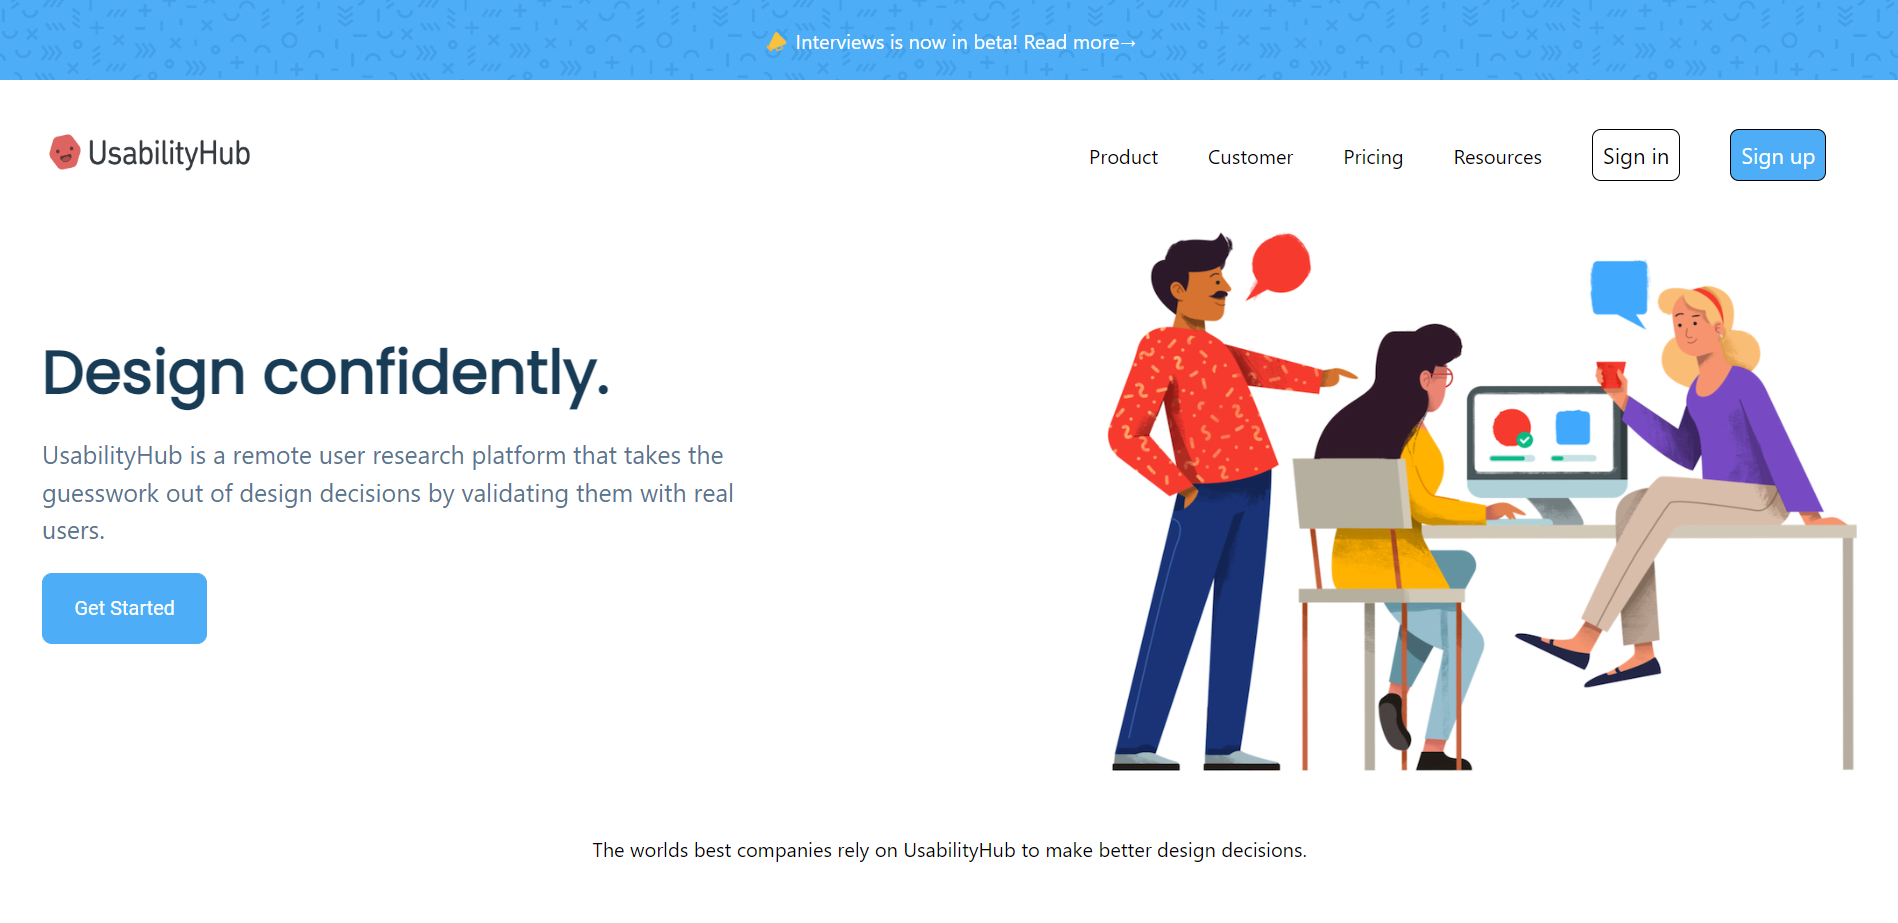 Interviews is now in beta! Read more→
UsabilityHub
Product
Customer
Pricing
Resources
Sign in
Sign up
Design confidently.
UsabilityHub is a remote user research platform that takes the
guesswork out of design decisions by validating them with real
users.
Get Started
The worlds best companies rely on UsabilityHub to make better design decisions.